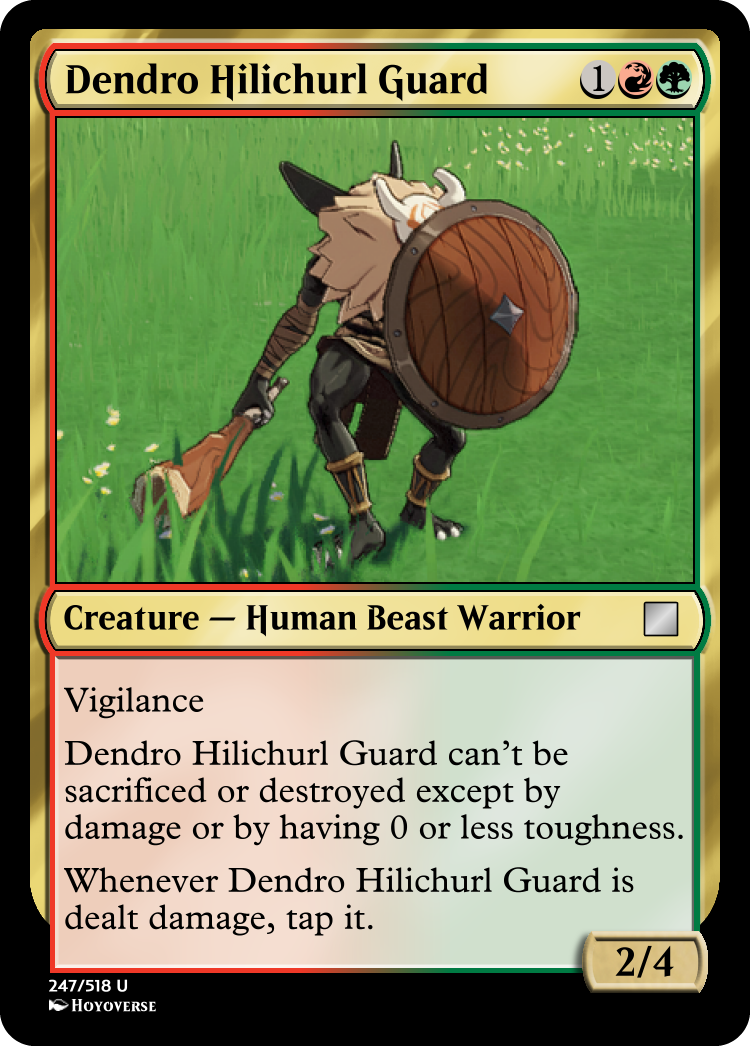 Dendro Hilichurl Guard 1
Creature — Human Beast Warrior
Vigilance
Dendro Hilichurl Guard can't be
sacrificed or destroyed except by
damage or by having 0 or less toughness.
Whenever Dendro Hilichurl Guard is
dealt damage, tap it.
2/4
247/518 U
Hoyoverse